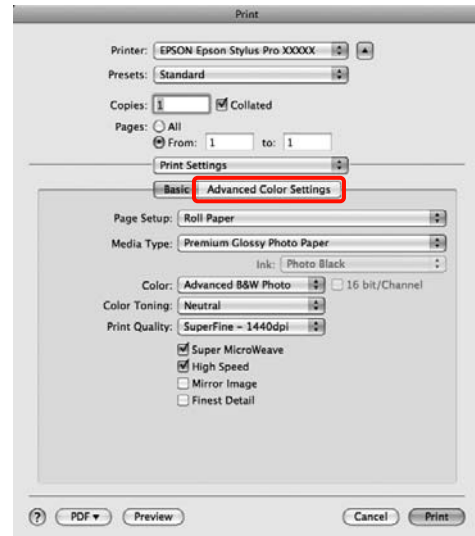 Print
Printer: EPSON Epson Stylus Pro XXXXX
Presets: Standard
Copies: 1 Collated
Pages: All
From: 1 to: 1
Print Settings
Basic Advanced Color Settings
Page Setup: Roll Paper
Media Type: Premium Glossy Photo Paper
Ink: Photo Black
Color: Advanced B&W Photo 16 bit/Channel
Color Toning: Neutral
Print Quality: SuperFine - 1440dpi
Super MicroWeave
High Speed
Mirror Image
Finest Detail
? PDF Preview Cancel Print